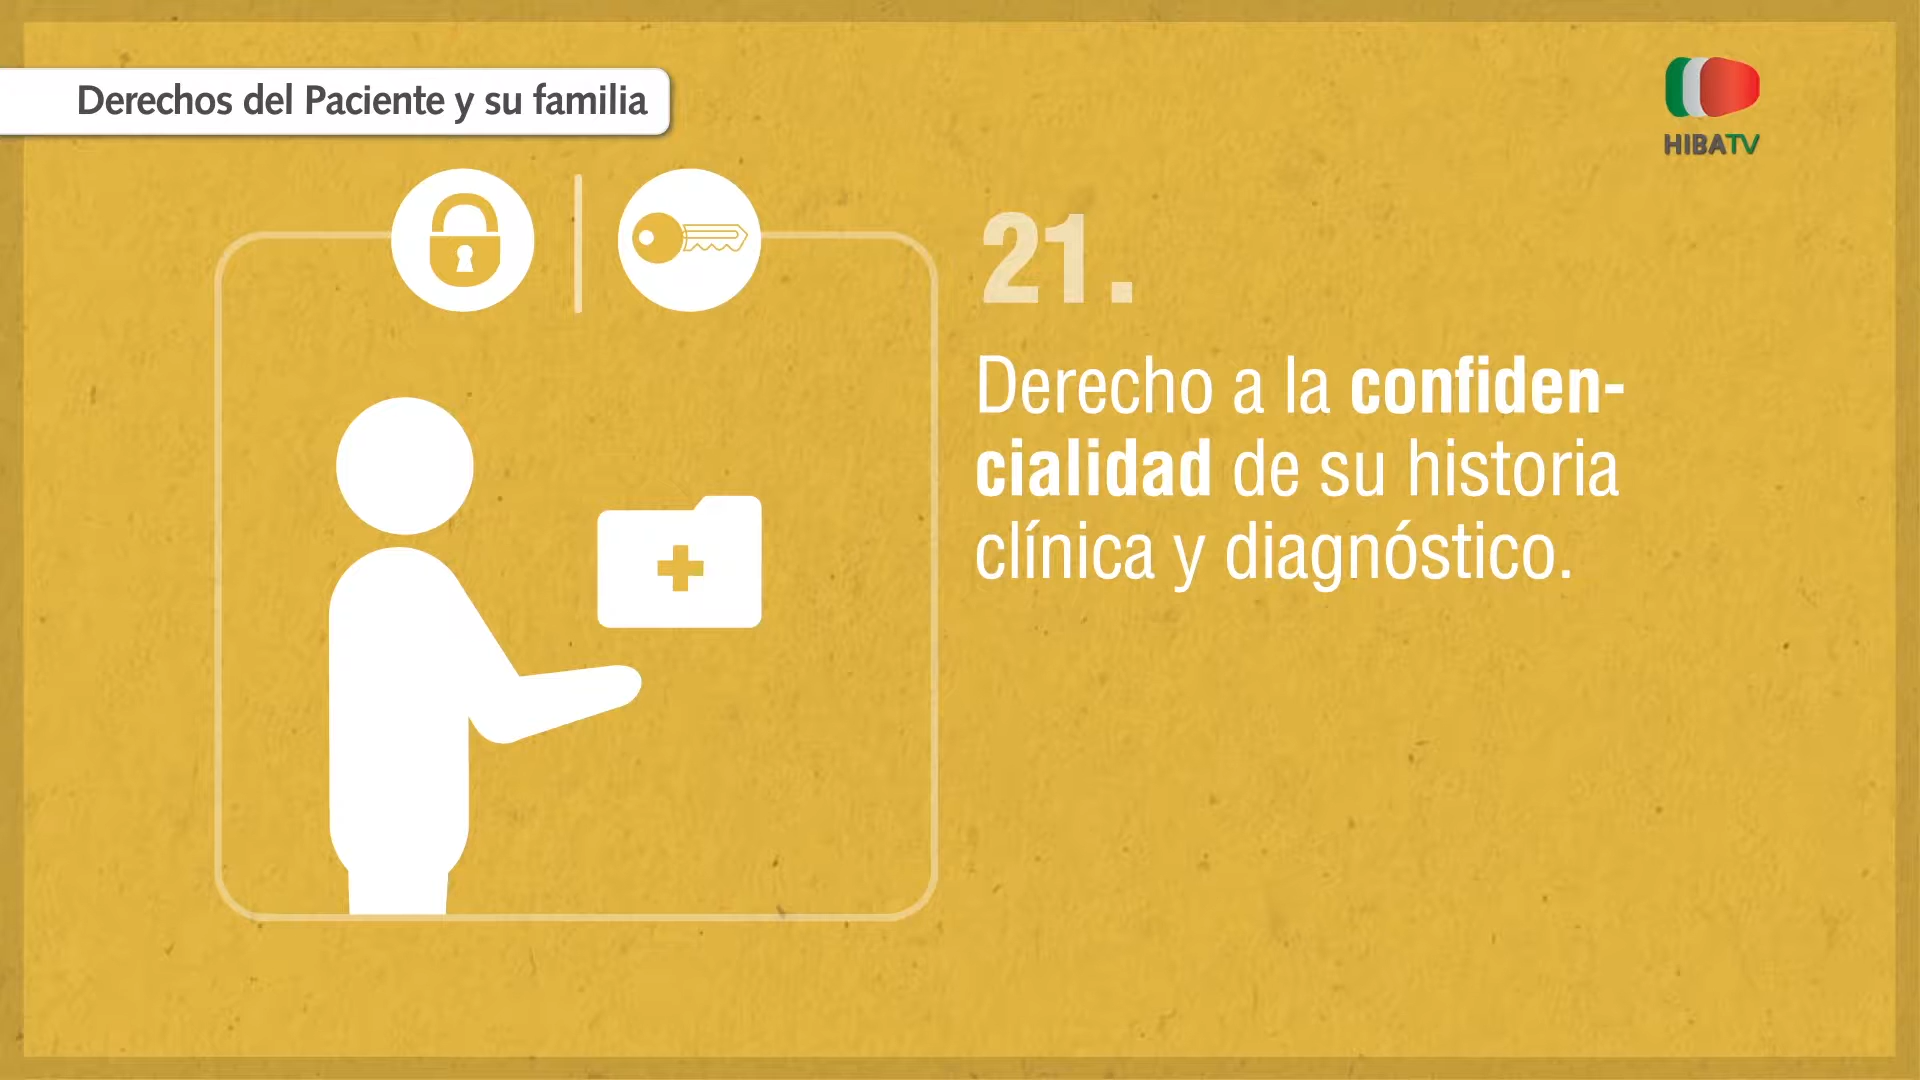 Derechos del Paciente y su familia
HIBATV
21.
Derecho a la confiden-
cialidad de su historia
clínica y diagnóstico.